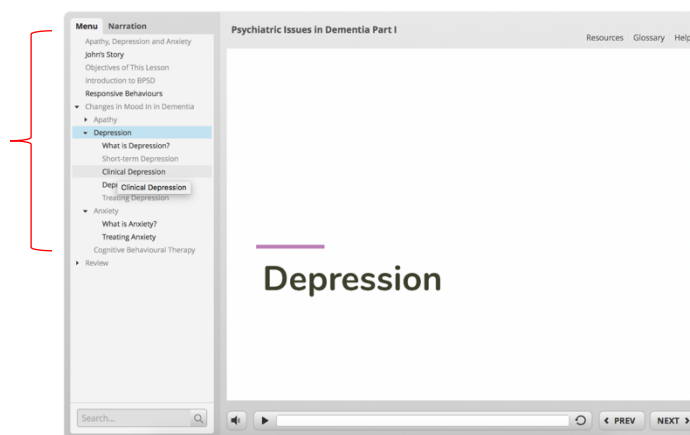 Menu Narration
Apathy, Depression and Anxiety
John's Story
Objectives of This Lesson
Introduction to BPSD
Responsive Behaviours
Changes in Mood In in Dementia
Apathy
Depression
What is Depression?
Short-term Depression
Clinical Depression
Clinical Depression
Treating Depression
Anxiety
What is Anxiety?
Treating Anxiety
Cognitive Behavioural Therapy
Review
Search...
Psychiatric Issues in Dementia Part I
Resources Glossary Help
Depression
PREV NEXT